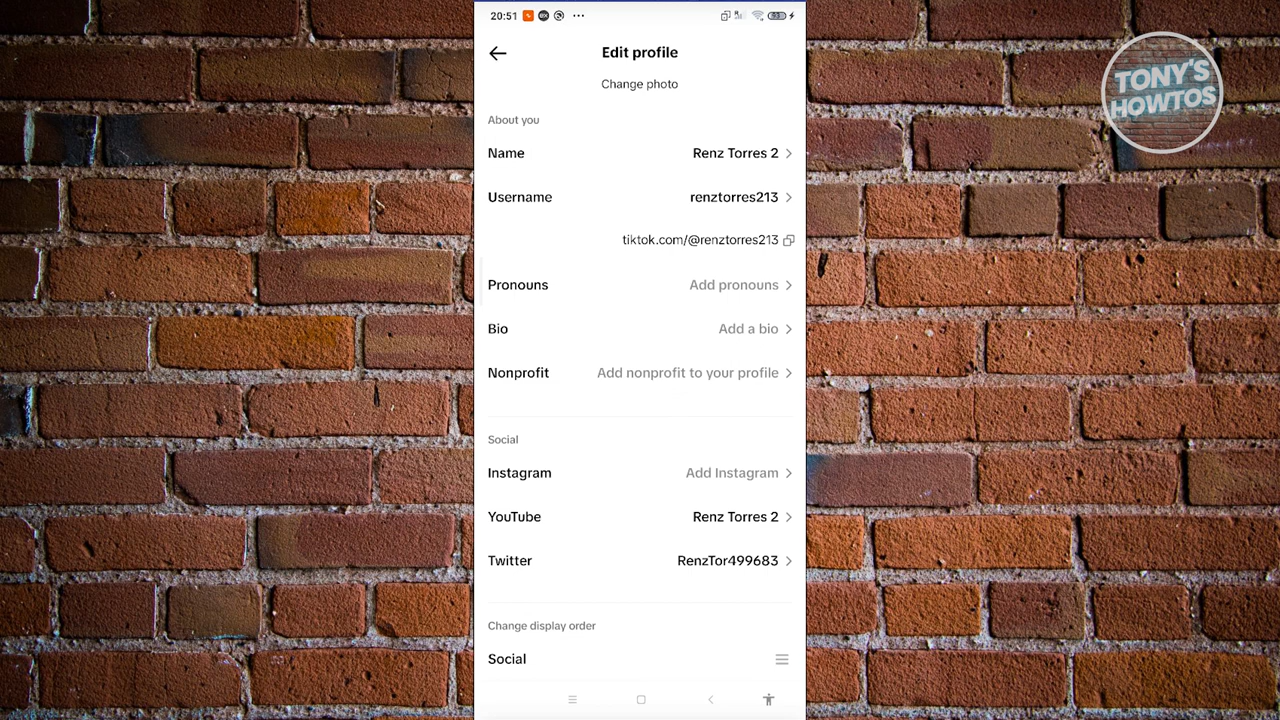 20:51
93
Edit profile
Change photo
About you
Name Renz Torres 2
Username renztorres213
tiktok.com/@renztorres213
Pronouns Add pronouns
Bio Add a bio
Nonprofit Add nonprofit to your profile
Social
Instagram Add Instagram
YouTube Renz Torres 2
Twitter RenzTor499683
Change display order
Social
TONY'S
HOWTOS